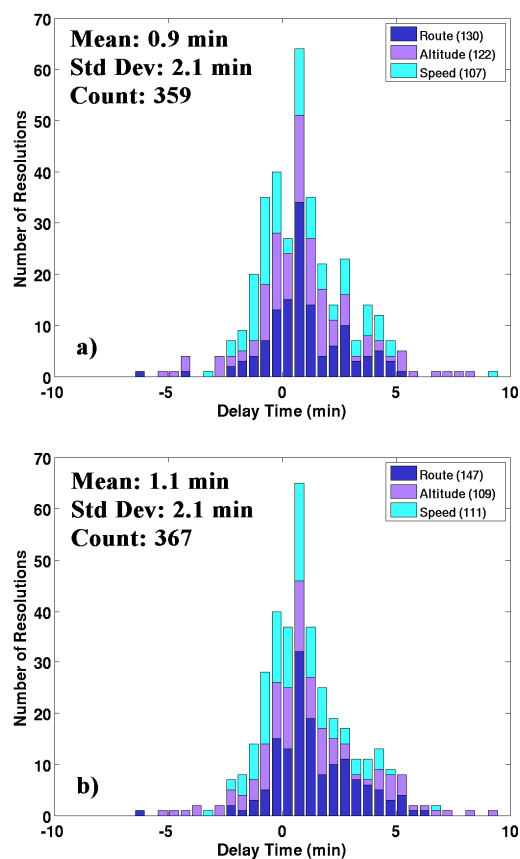 70
Mean: 0.9 min
Std Dev: 2.1 min
Count: 359
Route (130)
Altitude (122)
Speed (107)
60
50
40
30
20
10
0
Number of Resolutions
a)
-10
-5
0
5
10
Delay Time (min)
70
Mean: 1.1 min
Std Dev: 2.1 min
Count: 367
Route (147)
Altitude (109)
Speed (111)
60
50
40
30
20
10
0
Number of Resolutions
b)
-10
-5
0
5
10
Delay Time (min)